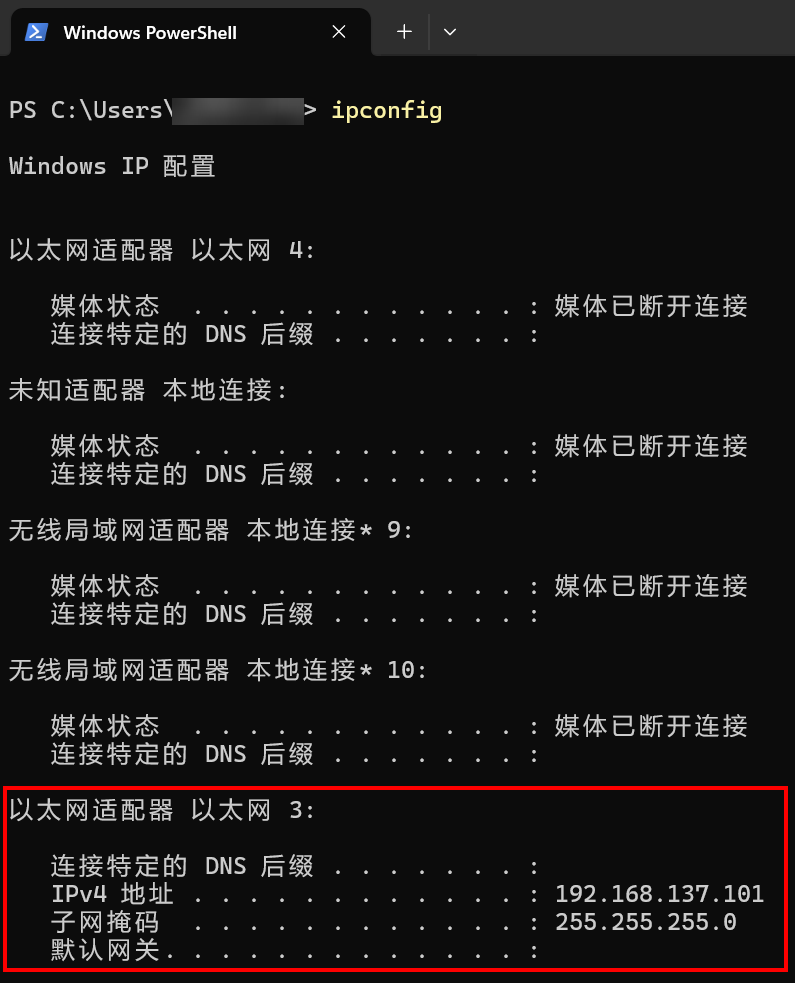 Windows PowerShell
PS C:\Users\> ipconfig
Windows IP 配置
以太网适配器 以太网 4:
媒体状态 . . . . . . . . . . . . : 媒体已断开连接
连接特定的 DNS 后缀 . . . . . . . :
未知适配器 本地连接:
媒体状态 . . . . . . . . . . . . : 媒体已断开连接
连接特定的 DNS 后缀 . . . . . . . :
无线局域网适配器 本地连接* 9:
媒体状态 . . . . . . . . . . . . : 媒体已断开连接
连接特定的 DNS 后缀 . . . . . . . :
无线局域网适配器 本地连接* 10:
媒体状态 . . . . . . . . . . . . : 媒体已断开连接
连接特定的 DNS 后缀 . . . . . . . :
以太网适配器 以太网 3:
连接特定的 DNS 后缀 . . . . . . . :
IPv4 地址 . . . . . . . . . . . . : 192.168.137.101
子网掩码 . . . . . . . . . . . . : 255.255.255.0
默认网关. . . . . . . . . . . . . :